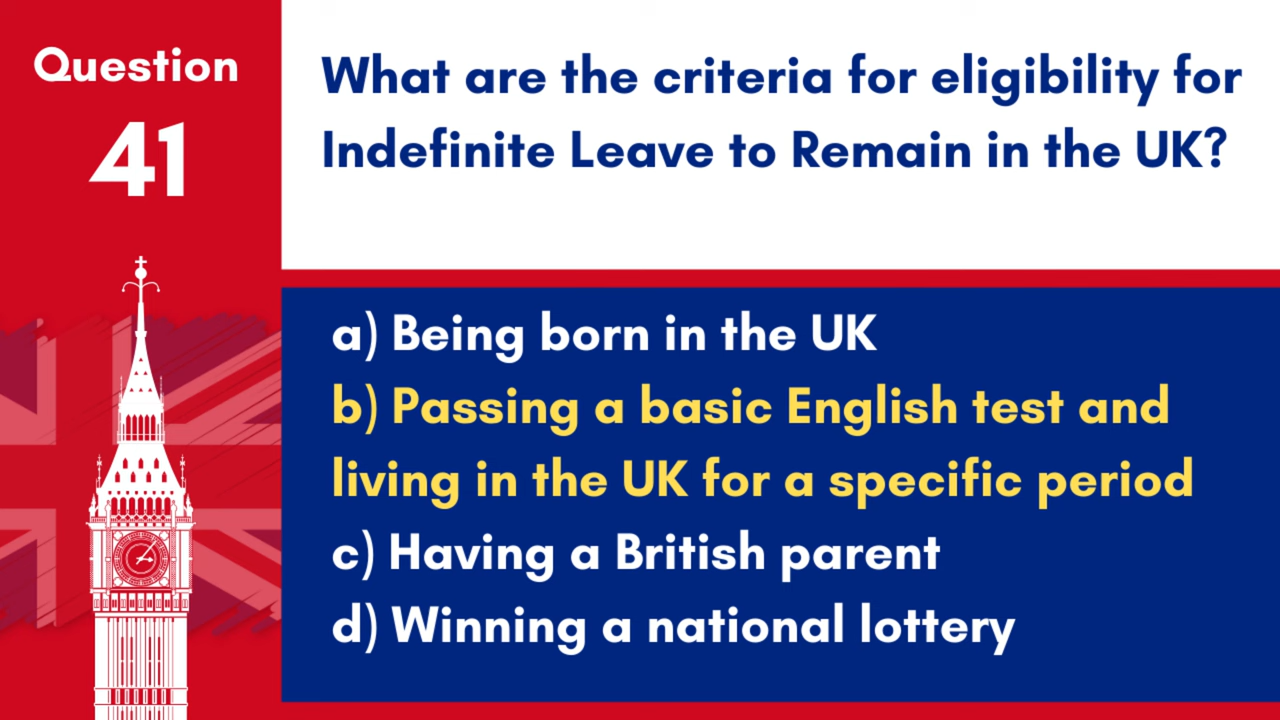 Question
41
What are the criteria for eligibility for
Indefinite Leave to Remain in the UK?
a) Being born in the UK
b) Passing a basic English test and
living in the UK for a specific period
c) Having a British parent
d) Winning a national lottery